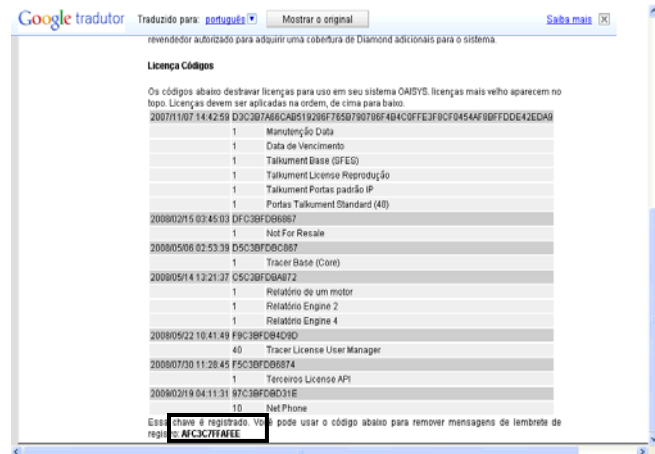 Google tradutor Traduzido para: português Mostrar o original Saiba mais
revendedor autorizado para adquirir uma cobertura de Diamond adicionais para o sistema.
Licença Códigos
Os códigos abaixo destravar licenças para uso em seu sistema OAISYS. licenças mais velho aparecem no
topo. Licenças devem ser aplicadas na ordem, de cima para baixo.
2007/11/07 14:42:59 D3C3B7A66CAB519286F765B790786F4B4C0FFE3F8CF0454AF8BFFDDE42EDA9
1 Manutenção Data
1 Data de Vencimento
1 Talkument Base (SFES)
1 Talkument License Reprodução
1 Talkument Portas padrão IP
1 Portas Talkument Standard (40)
2008/02/15 03:45:03 DFC3BFDB6867
1 Not For Resale
2008/05/06 02:53:39 D5C3BFDBC867
1 Tracer Base (Core)
2008/05/14 13:21:37 C5C3BFDBA872
1 Relatório de um motor
1 Relatório Engine 2
1 Relatório Engine 4
2008/05/22 10:41:49 F9C3BFDB4D9D
40 Tracer License User Manager
2008/07/30 11:28:45 F5C3BFDB6874
1 Terceiros License API
2009/02/19 04:11:31 97C3BFDBD31E
10 Net Phone
Essa chave é registrado. Você pode usar o código abaixo para remover mensagens de lembrete de
registro: AFC3C7FFAFEE